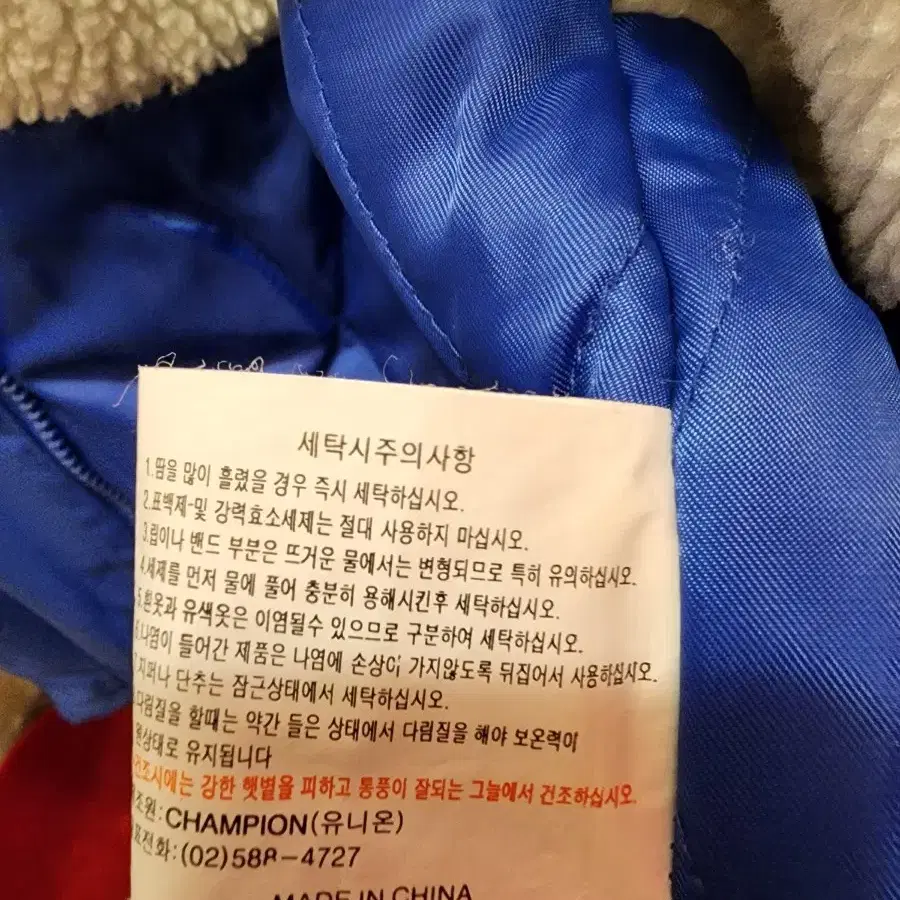 세탁시주의사항
1.땀을 많이 흘렸을 경우 즉시 세탁하십시오.
2.표백제-및 강력효소세제는 절대 사용하지 마십시오.
3.립이나 밴드 부분은 뜨거운 물에서는 변형되므로 특히 유의하십시오.
4.세제를 먼저 물에 풀어 충분히 용해시킨후 세탁하십시오.
5.흰옷과 유색옷은 이염될수 있으므로 구분하여 세탁하십시오.
6.나염이 들어간 제품은 나염에 손상이 가지않도록 뒤집어서 사용하십시오.
7.지퍼나 단추는 잠근상태에서 세탁하십시오.
다림질을 할때는 약간 들은 상태에서 다림질을 해야 보온력이
원상태로 유지됩니다
건조시에는 강한 햇볕을 피하고 통풍이 잘되는 그늘에서 건조하십시오.
조원: CHAMPION(유니온)
표전화: (02)588-4727
MADE IN CHINA